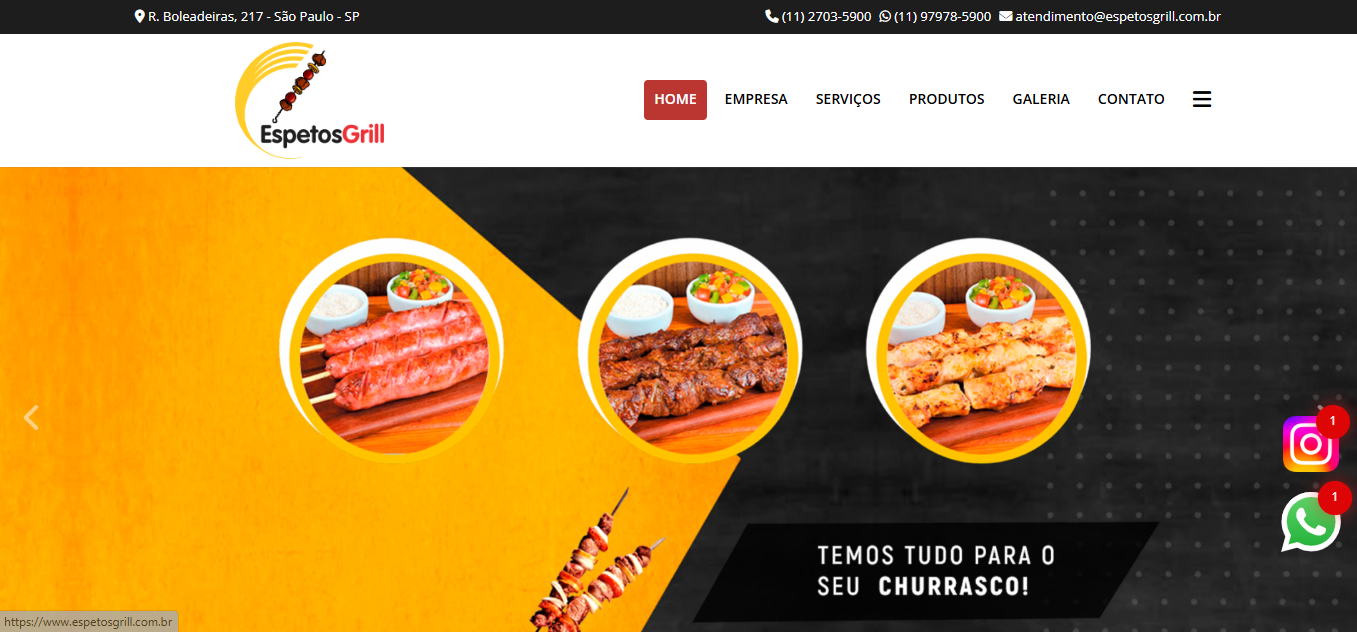 R. Boleadeiras, 217 - São Paulo - SP
(11) 2703-5900 (11) 97978-5900 atendimento@espetosgrill.com.br
EspetosGrill
HOME EMPRESA SERVIÇOS PRODUTOS GALERIA CONTATO
1
1
TEMOS TUDO PARA O
SEU CHURRASCO!
https://www.espetosgrill.com.br